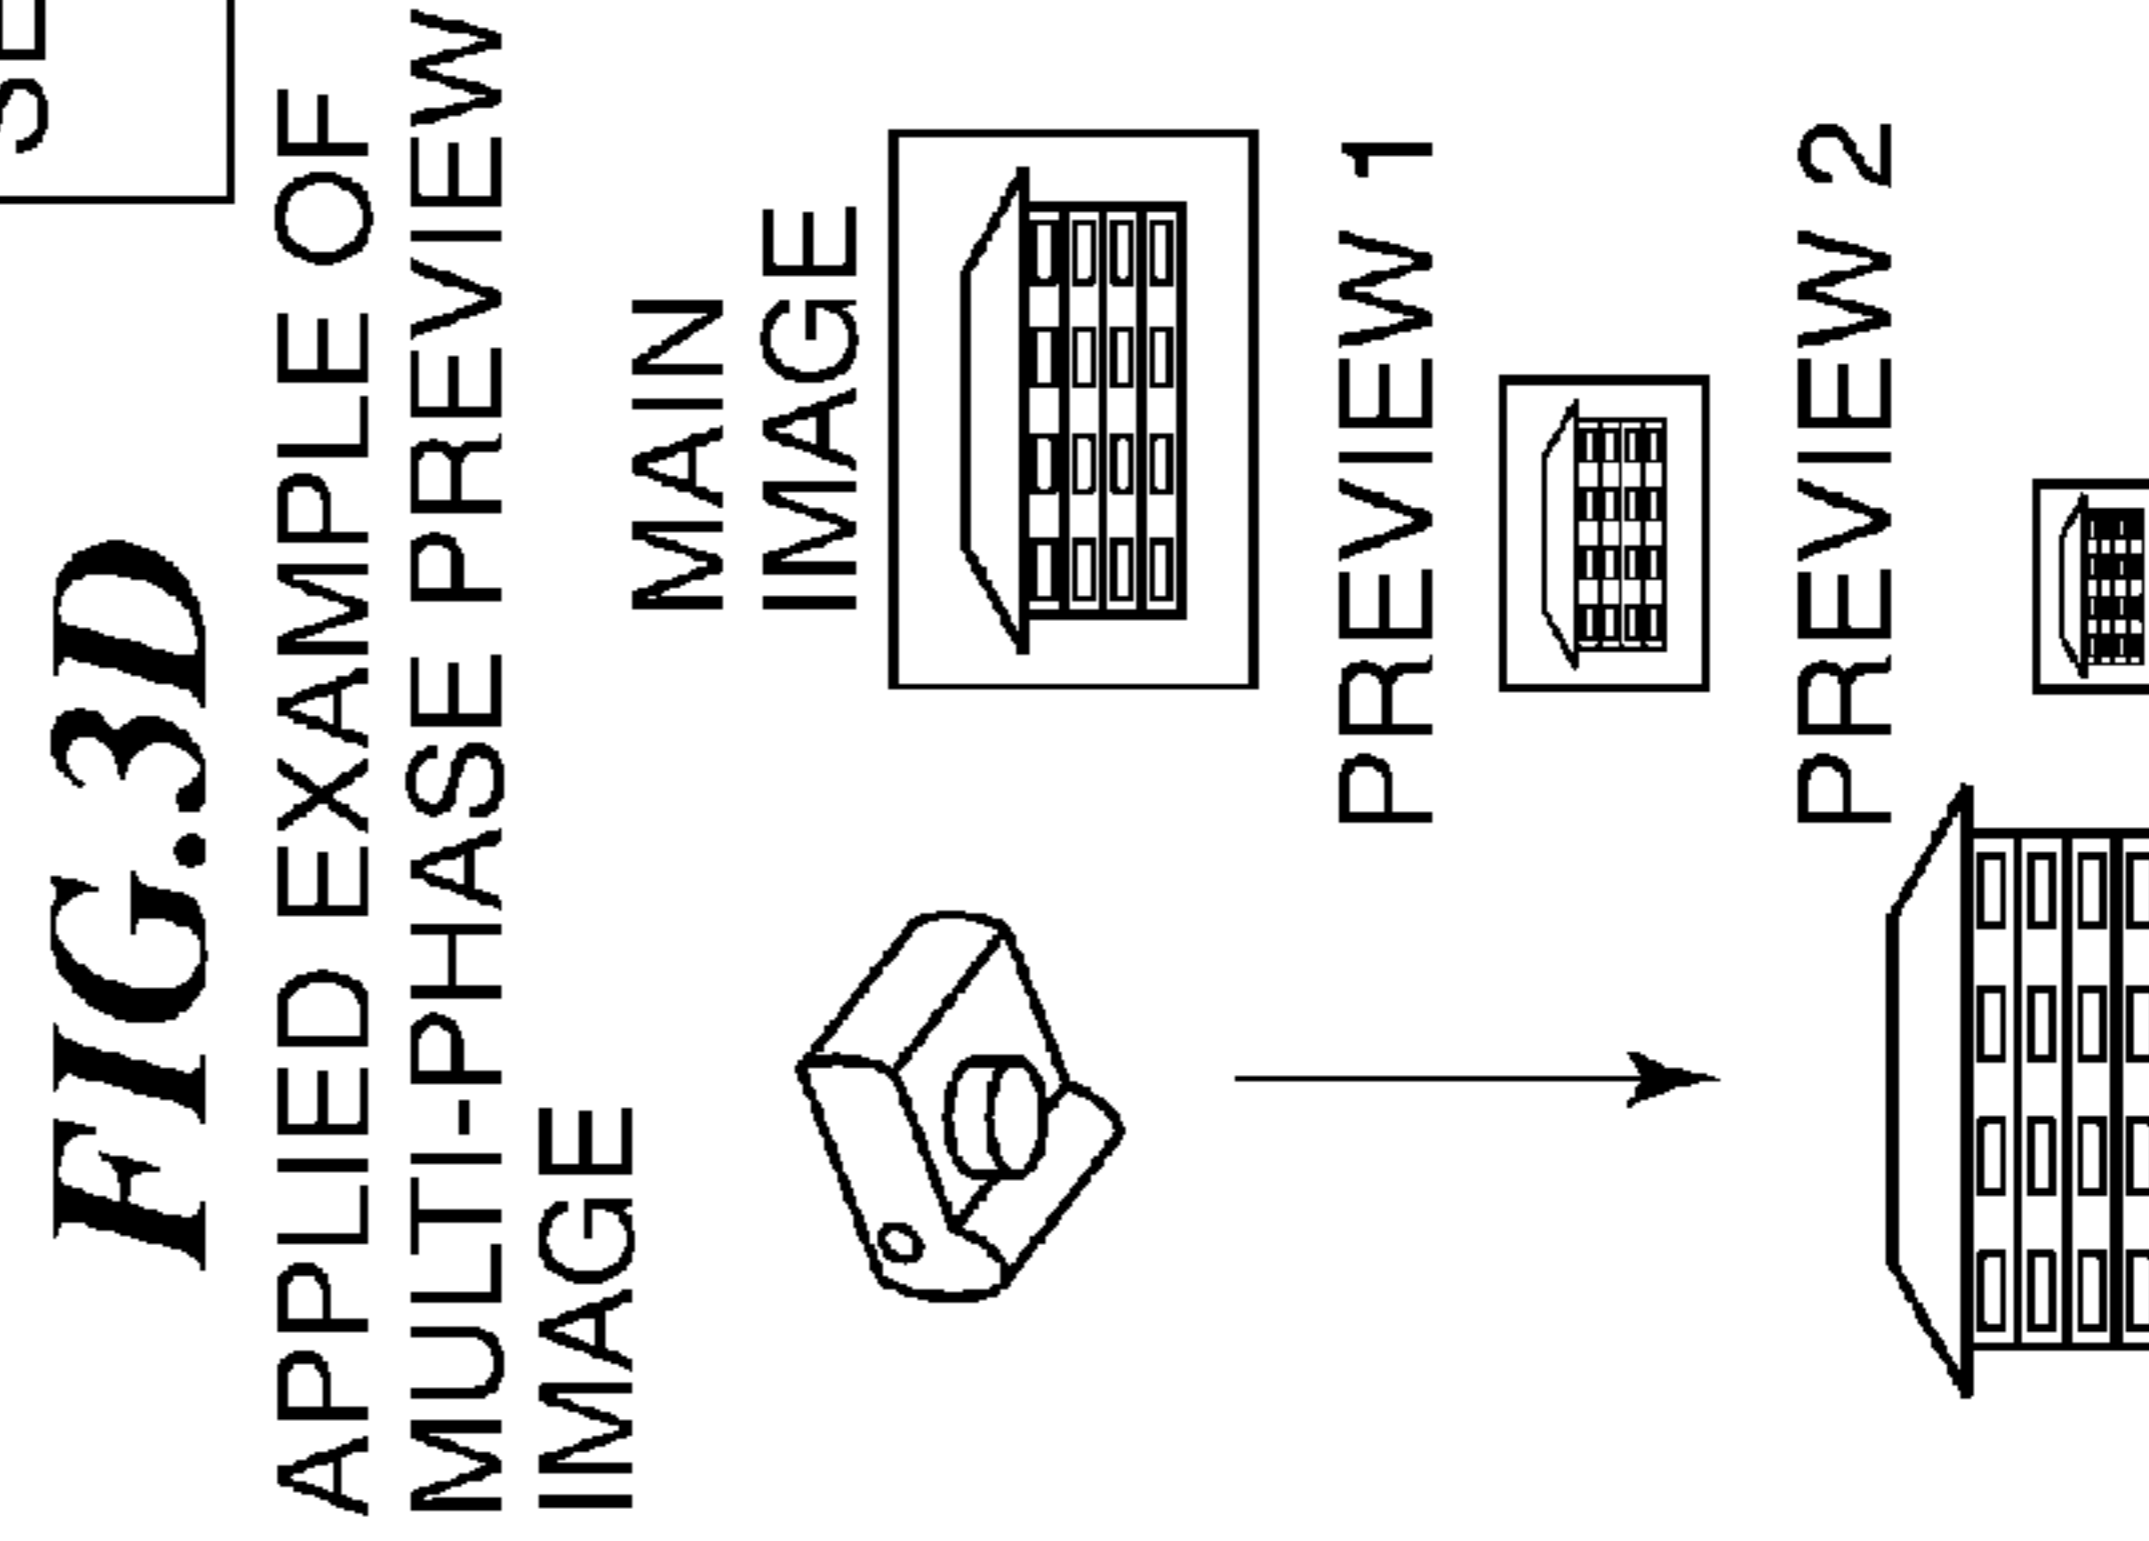 FIG.3D
APPLIED EXAMPLE OF
MULTI-PHASE PREVIEW
IMAGE
MAIN
IMAGE
PREVIEW 1
PREVIEW 2